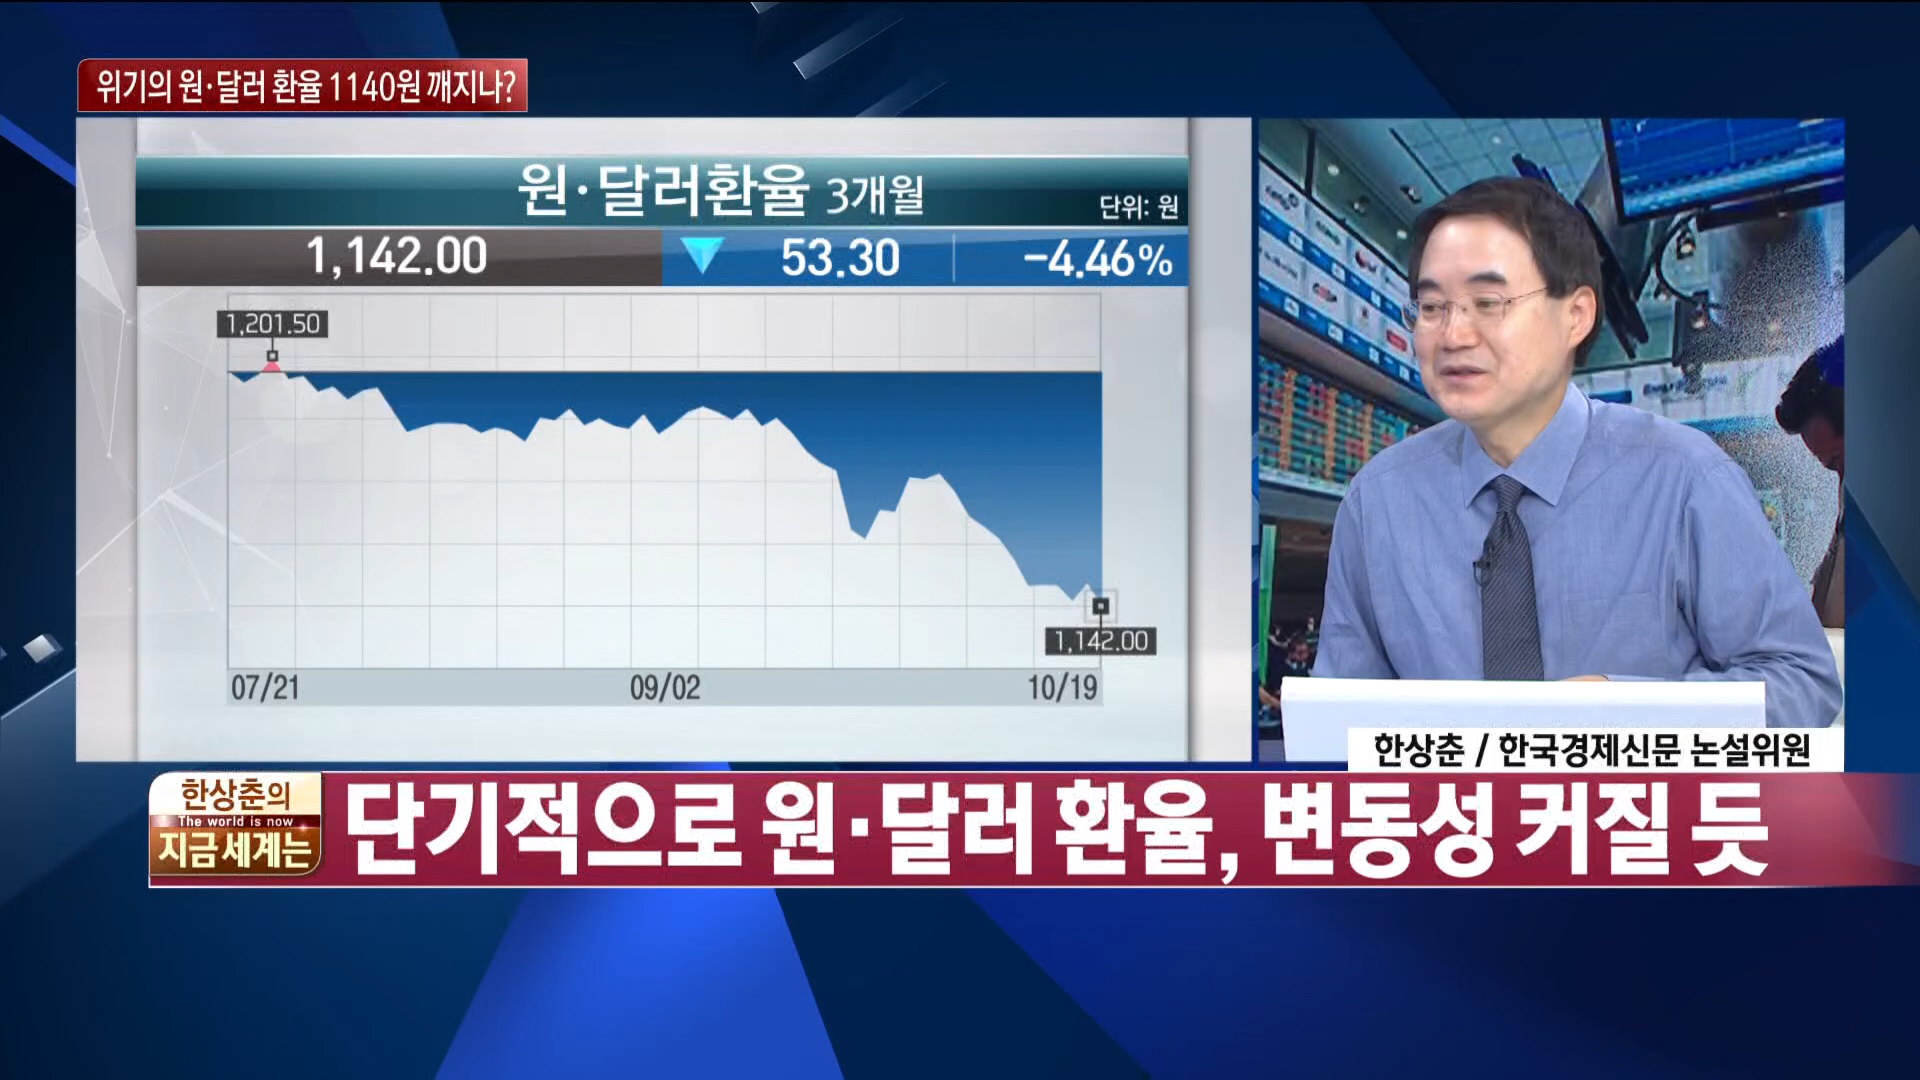 위기의 원·달러 환율 1140원 깨지나?
원·달러환율 3개월
단위: 원
1,142.00 ▼ 53.30 -4.46%
1,201.50
1,142.00
07/21 09/02 10/19
한상춘 / 한국경제신문 논설위원
한상춘의
The world is now
지금 세계는
단기적으로 원·달러 환율, 변동성 커질 듯